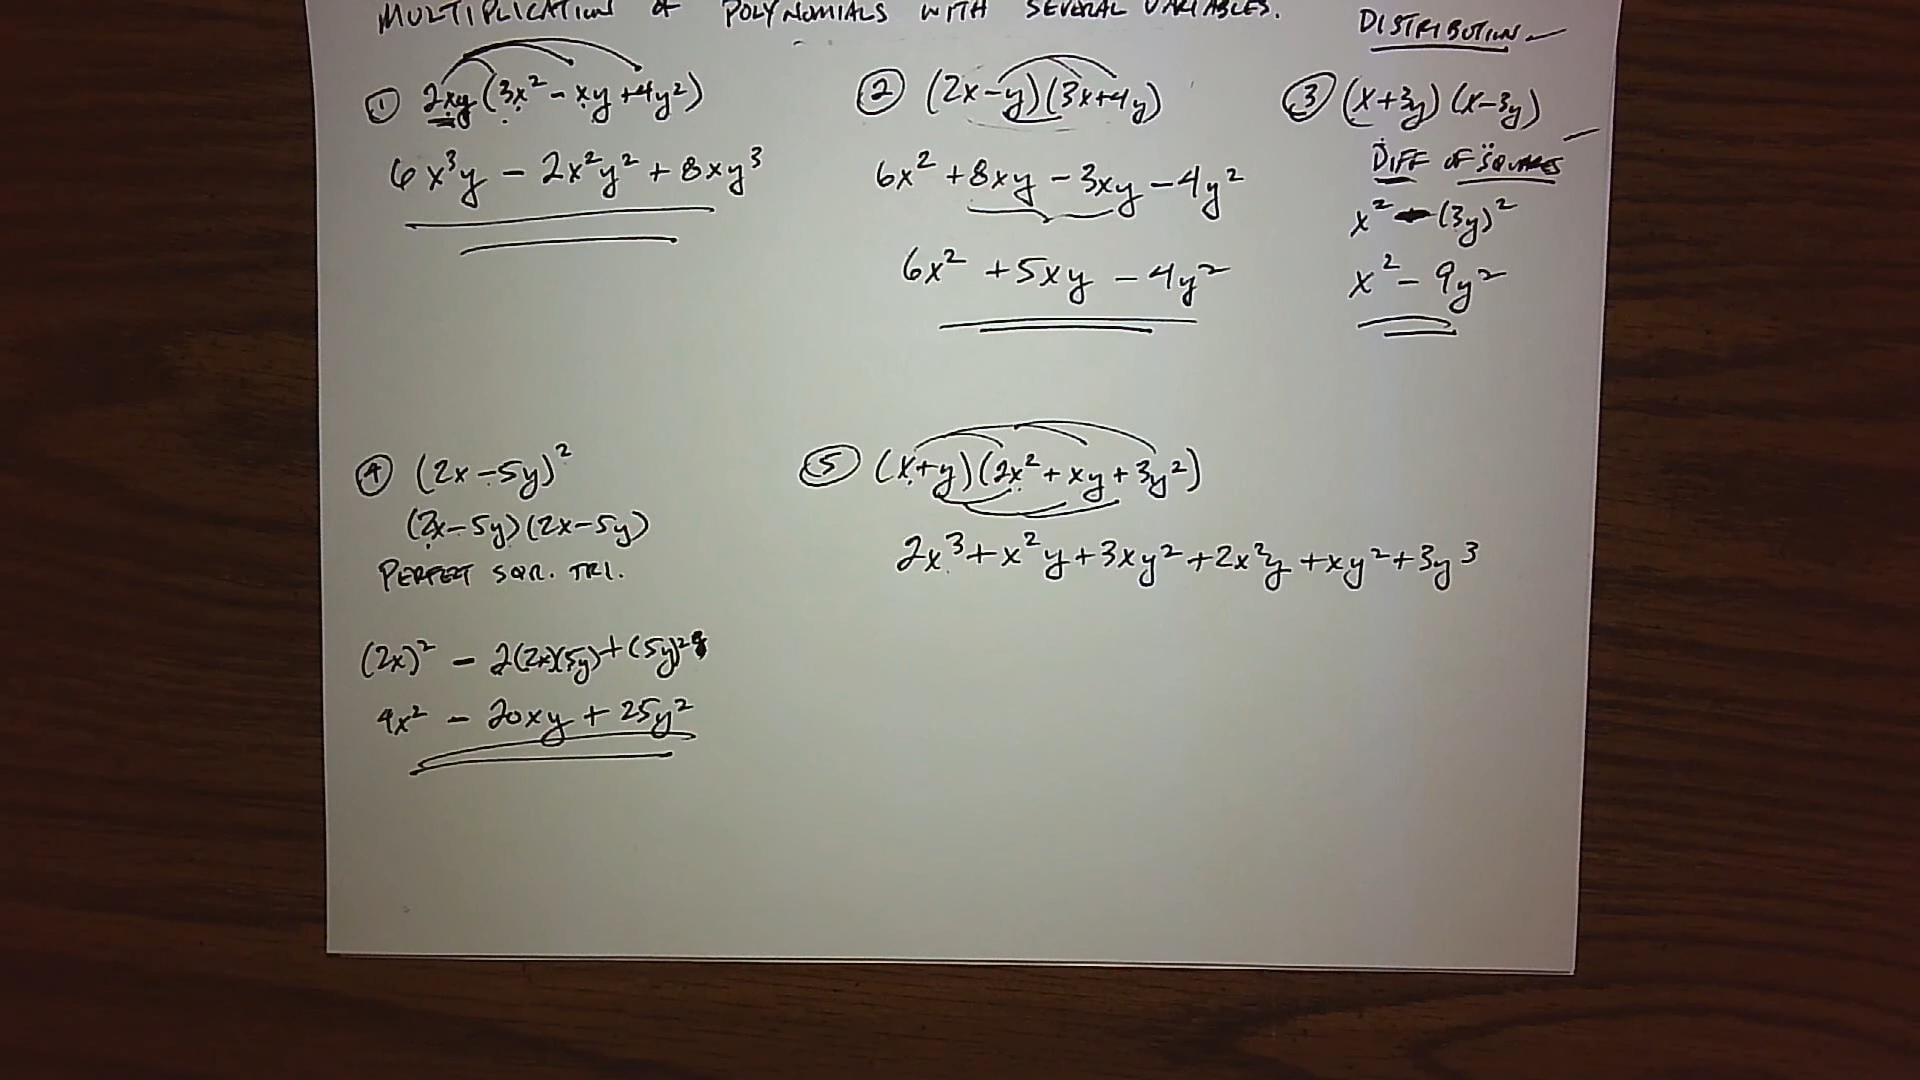 MULTIPLICATION OF POLYNOMIALS WITH SEVERAL VARIABLES.
DISTRIBUTION
① 2xy(3x² - xy + 4y²)
6x³y - 2x²y² + 8xy³
② (2x-y)(3x+4y)
6x² + 8xy - 3xy - 4y²
6x² + 5xy - 4y²
③ (x+3y)(x-3y)
DIFF OF SQUARES
x² - (3y)²
x² - 9y²
④ (2x-5y)²
(2x-5y)(2x-5y)
PERFECT SQR. TRI.
(2x)² - 2(2x)(5y) + (5y)²
4x² - 20xy + 25y²
⑤ (x+y)(2x² + xy + 3y²)
2x³ + x²y + 3xy² + 2x²y + xy² + 3y³